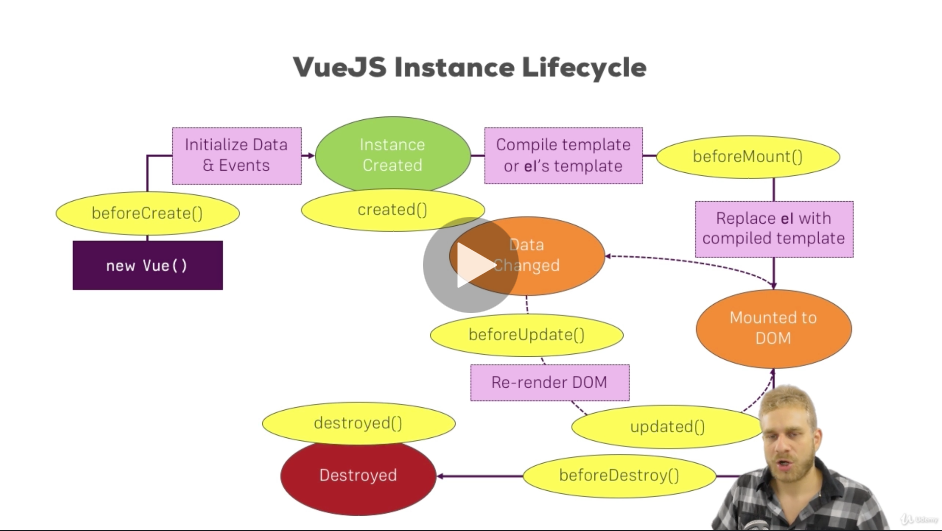 VueJS Instance Lifecycle
Initialize Data
& Events
Instance
Created
Compile template
or el's template
beforeMount()
beforeCreate()
created()
Replace el with
compiled template
new Vue()
Data
Changed
Mounted to
DOM
beforeUpdate()
Re-render DOM
destroyed()
updated()
Destroyed
beforeDestroy()
Udemy